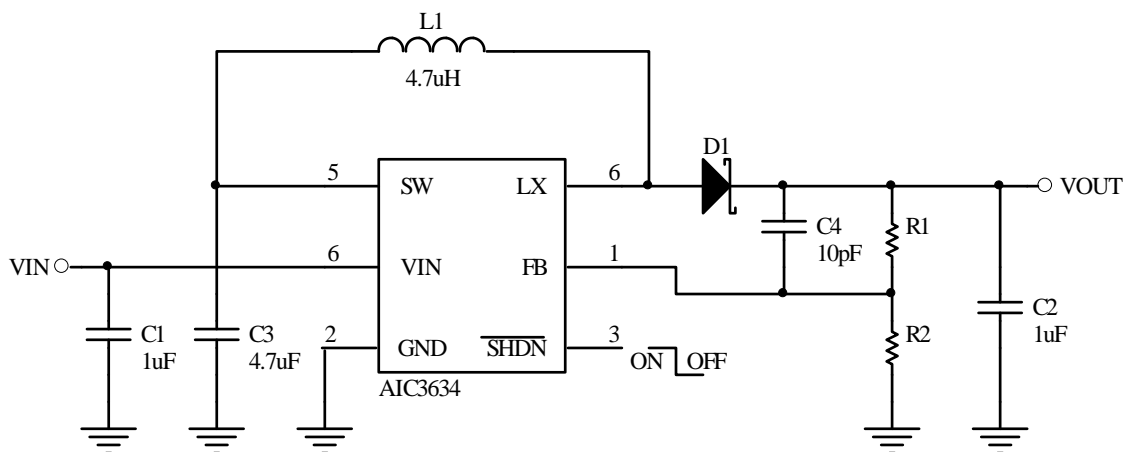 L1
4.7uH
D1
5
SW
LX
6
VOUT
C4
10pF
R1
VIN
6
VIN
FB
1
C1
1uF
C3
4.7uF
2
GND
SHDN
3
ON
OFF
R2
C2
1uF
AIC3634